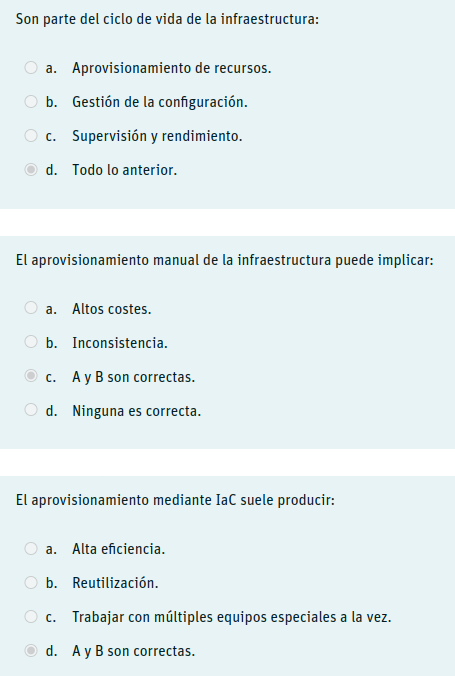 Son parte del ciclo de vida de la infraestructura:
a. Aprovisionamiento de recursos.
b. Gestión de la configuración.
c. Supervisión y rendimiento.
d. Todo lo anterior.
El aprovisionamiento manual de la infraestructura puede implicar:
a. Altos costes.
b. Inconsistencia.
c. A y B son correctas.
d. Ninguna es correcta.
El aprovisionamiento mediante IaC suele producir:
a. Alta eficiencia.
b. Reutilización.
c. Trabajar con múltiples equipos especiales a la vez.
d. A y B son correctas.